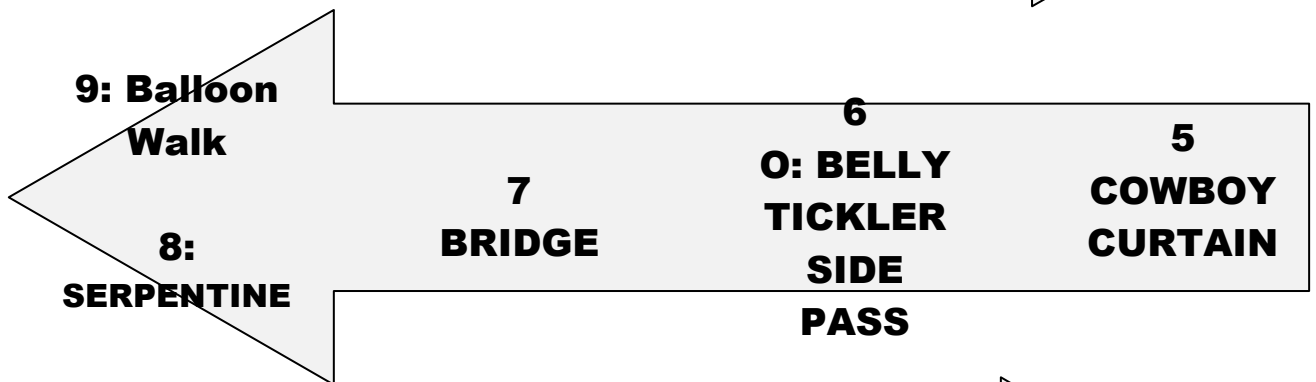 9: Balloon
Walk
8:
SERPENTINE
7
BRIDGE
6
O: BELLY
TICKLER
SIDE
PASS
5
COWBOY
CURTAIN